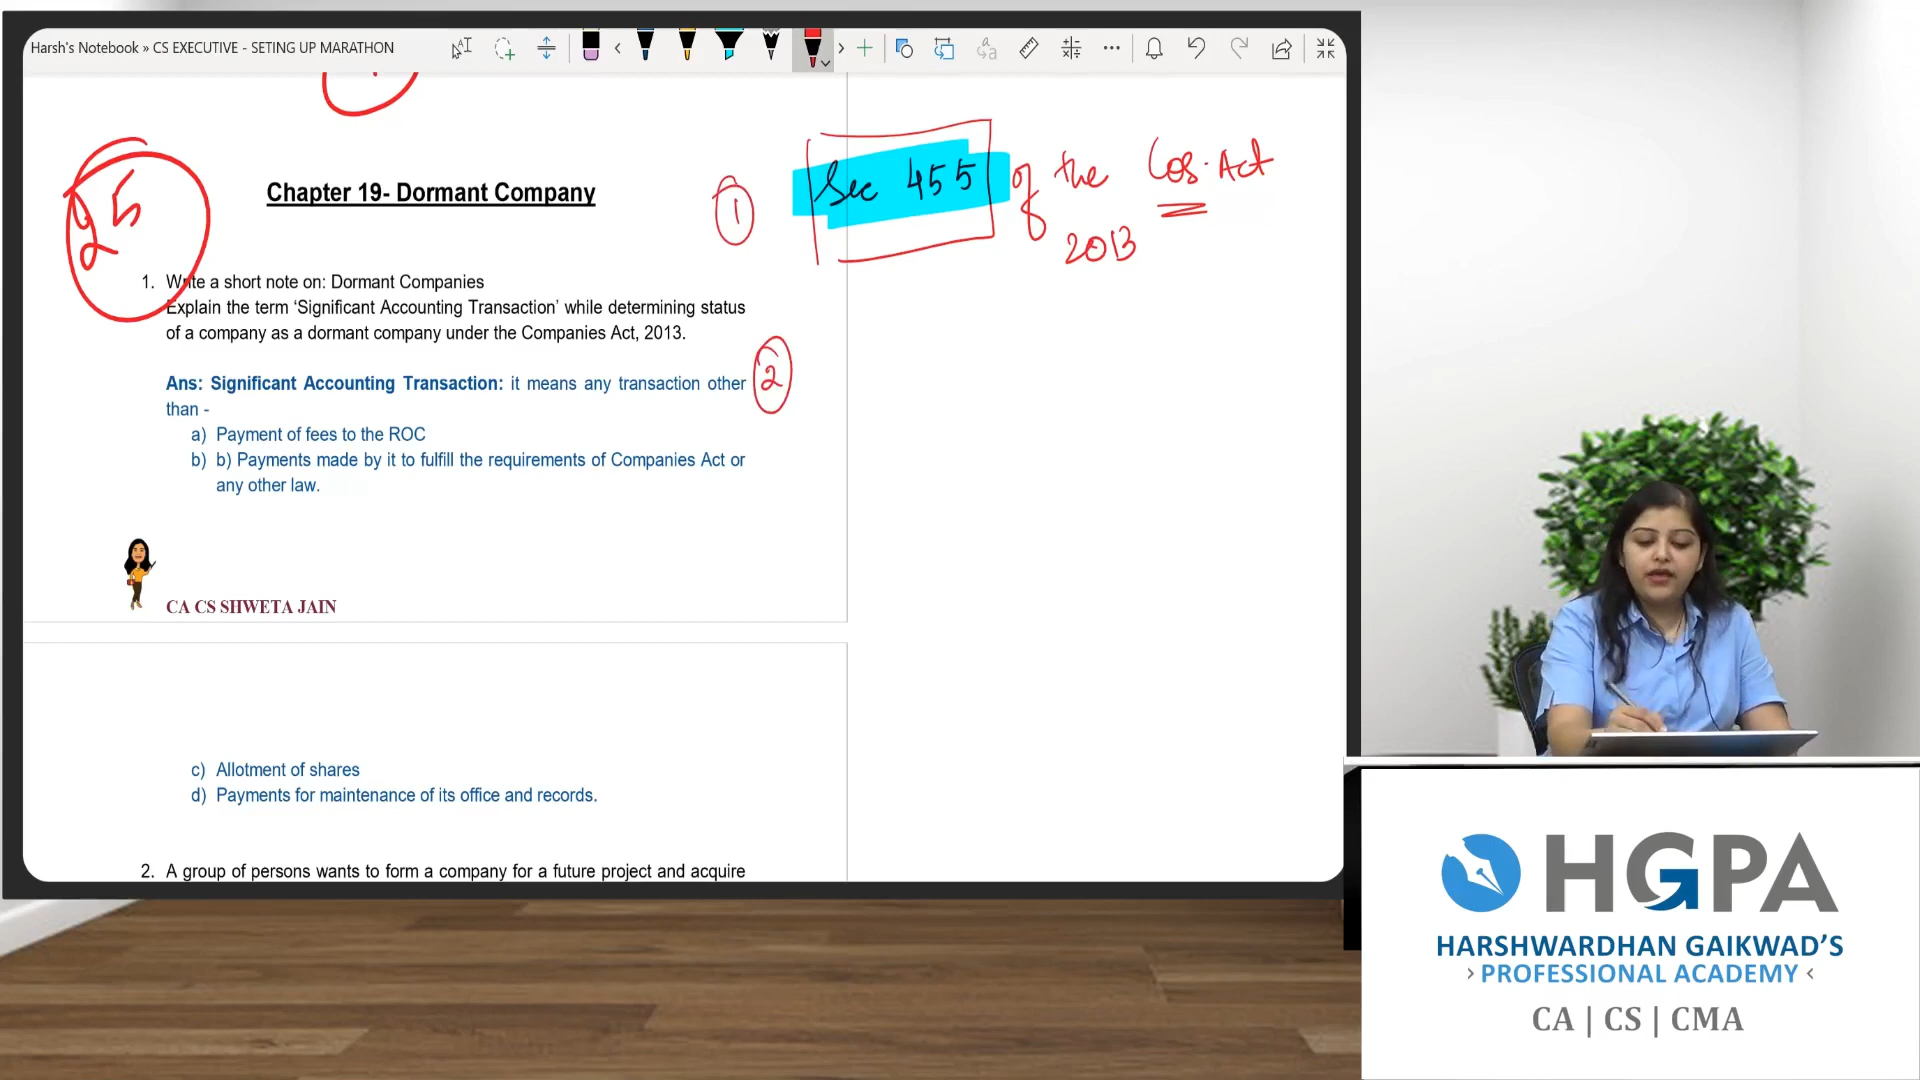 Harsh's Notebook » CS EXECUTIVE - SETING UP MARATHON
25
Chapter 19- Dormant Company
1
Sec 455 of the Cos. Act
2013
1. Write a short note on: Dormant Companies
Explain the term ‘Significant Accounting Transaction’ while determining status
of a company as a dormant company under the Companies Act, 2013.
2
Ans: Significant Accounting Transaction: it means any transaction other
than -
a) Payment of fees to the ROC
b) b) Payments made by it to fulfill the requirements of Companies Act or
any other law.
CA CS SHWETA JAIN
c) Allotment of shares
d) Payments for maintenance of its office and records.
2. A group of persons wants to form a company for a future project and acquire
HGPA
HARSHWARDHAN GAIKWAD’S
› PROFESSIONAL ACADEMY ‹
CA | CS | CMA